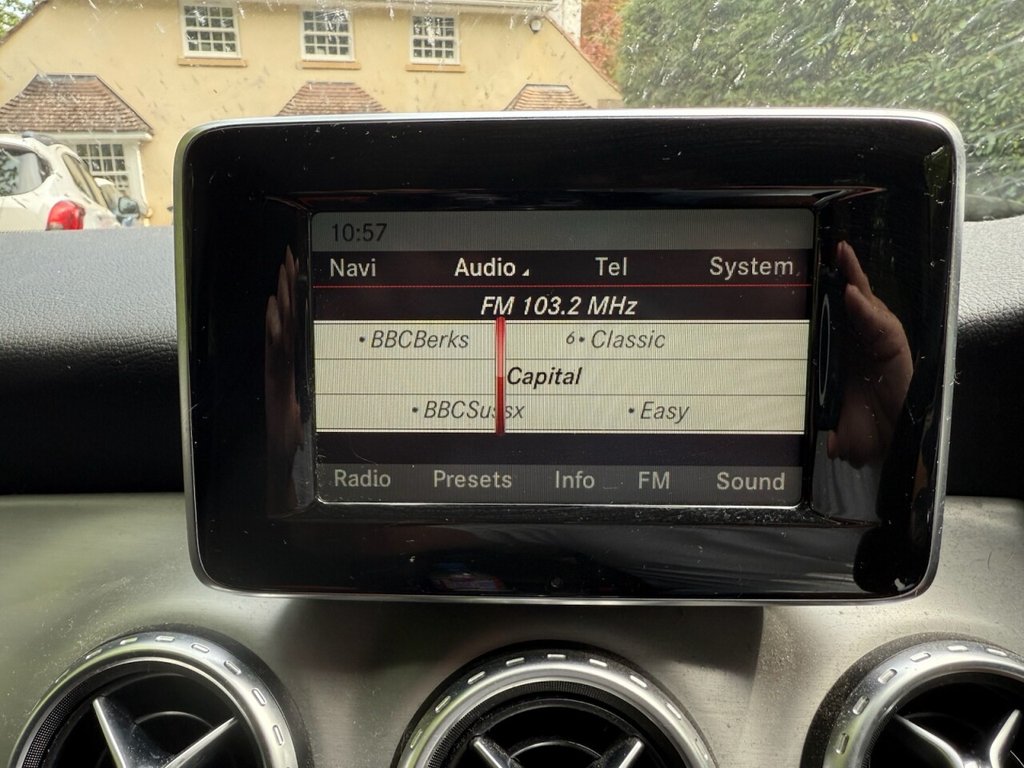 10:57
Navi Audio Tel System
FM 103.2 MHz
•BBCBerks 6•Classic
Capital
•BBCSussx •Easy
Radio Presets Info FM Sound